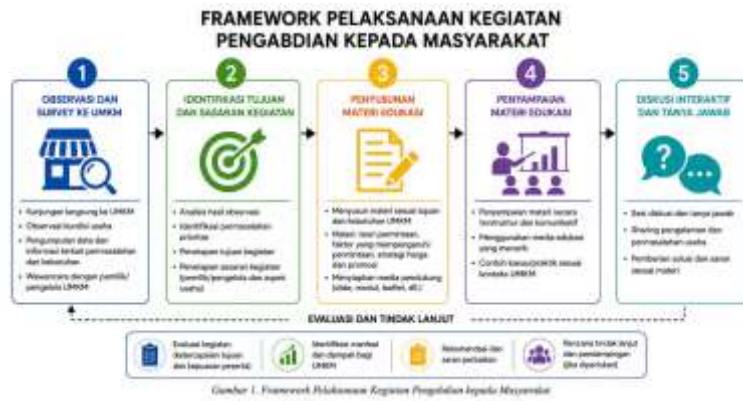 FRAMEWORK PELAKSANAAN KEGIATAN
PENGABDIAN KEPADA MASYARAKAT
1
OBSERVASI DAN
SURVEY KE UMKM
• Kunjungan langsung ke UMKM
• Observasi kondisi usaha
• Pengumpulan data dan
informasi terkait permasalahan
dan kebutuhan
• Wawancara dengan pemilik/
pengelola UMKM
2
IDENTIFIKASI TUJUAN
DAN SASARAN KEGIATAN
• Analisis hasil observasi
• Identifikasi permasalahan
prioritas
• Penetapan tujuan kegiatan
• Penetapan sasaran kegiatan
(pemilik/pengelola dan aspek
usaha)
3
PENYUSUNAN
MATERI EDUKASI
• Menyusun materi sesuai tujuan
dan kebutuhan UMKM
• Materi: teori permintaan,
faktor yang mempengaruhi
permintaan, strategi harga
dan promosi
• Menyiapkan media pendukung
(slide, modul, leaflet, dll.)
4
PENYAMPAIAN
MATERI EDUKASI
• Penyampaian materi secara
terstruktur dan komunikatif
• Menggunakan media edukasi
yang menarik
• Contoh kasus/praktik sesuai
konteks UMKM
5
DISKUSI INTERAKTIF
DAN TANYA JAWAB
• Sesi diskusi dan tanya jawab
• Sharing pengalaman dan
permasalahan usaha
• Pemberian solusi dan saran
sesuai materi
EVALUASI DAN TINDAK LANJUT
Evaluasi kegiatan
(ketercapaian tujuan
dan kepuasan peserta)
Identifikasi manfaat
dan dampak bagi
UMKM
Rekomendasi dan
saran perbaikan
Rencana tindak lanjut
dan pendampingan
(jika diperlukan)
Gambar 1. Framework Pelaksanaan Kegiatan Pengabdian kepada Masyarakat